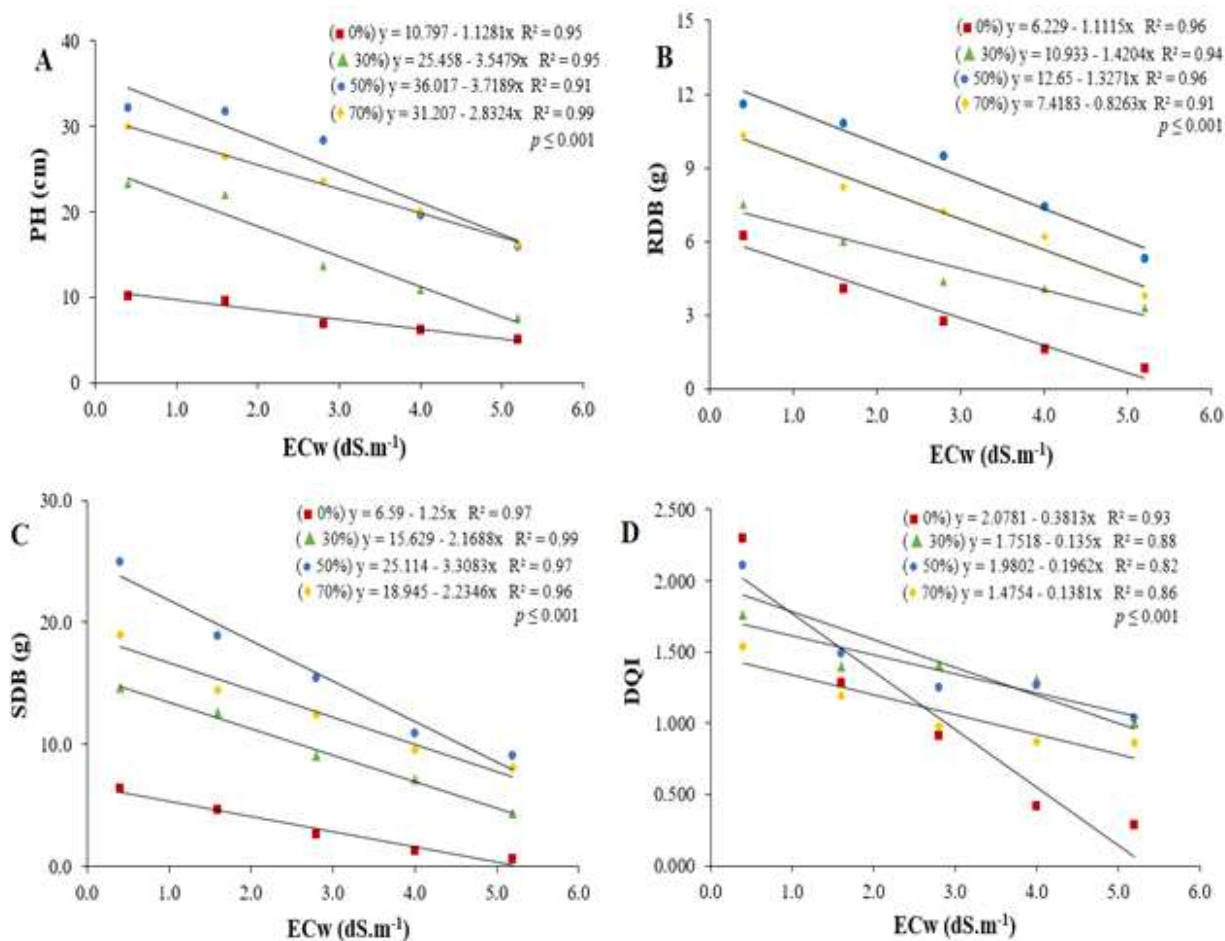 A
( 0%) y = 10.797 - 1.1281x R² = 0.95
( 30%) y = 25.458 - 3.5479x R² = 0.95
( 50%) y = 36.017 - 3.7189x R² = 0.91
( 70%) y = 31.207 - 2.8324x R² = 0.99
p ≤ 0.001
PH (cm)
40
30
20
10
0
0.0 1.0 2.0 3.0 4.0 5.0 6.0
ECw (dS.m⁻¹)
B
( 0%) y = 6.229 - 1.1115x R² = 0.96
( 30%) y = 10.933 - 1.4204x R² = 0.94
( 50%) y = 12.65 - 1.3271x R² = 0.96
( 70%) y = 7.4183 - 0.8263x R² = 0.91
p ≤ 0.001
RDB (g)
15
12
9
6
3
0
0.0 1.0 2.0 3.0 4.0 5.0 6.0
ECw (dS.m⁻¹)
C
( 0%) y = 6.59 - 1.25x R² = 0.97
( 30%) y = 15.629 - 2.1688x R² = 0.99
( 50%) y = 25.114 - 3.3083x R² = 0.97
( 70%) y = 18.945 - 2.2346x R² = 0.96
p ≤ 0.001
SDB (g)
30.0
20.0
10.0
0.0
0.0 1.0 2.0 3.0 4.0 5.0 6.0
ECw (dS.m⁻¹)
D
( 0%) y = 2.0781 - 0.3813x R² = 0.93
( 30%) y = 1.7518 - 0.135x R² = 0.88
( 50%) y = 1.9802 - 0.1962x R² = 0.82
( 70%) y = 1.4754 - 0.1381x R² = 0.86
p ≤ 0.001
DQI
2.500
2.000
1.500
1.000
0.500
0.000
0.0 1.0 2.0 3.0 4.0 5.0 6.0
ECw (dS.m⁻¹)